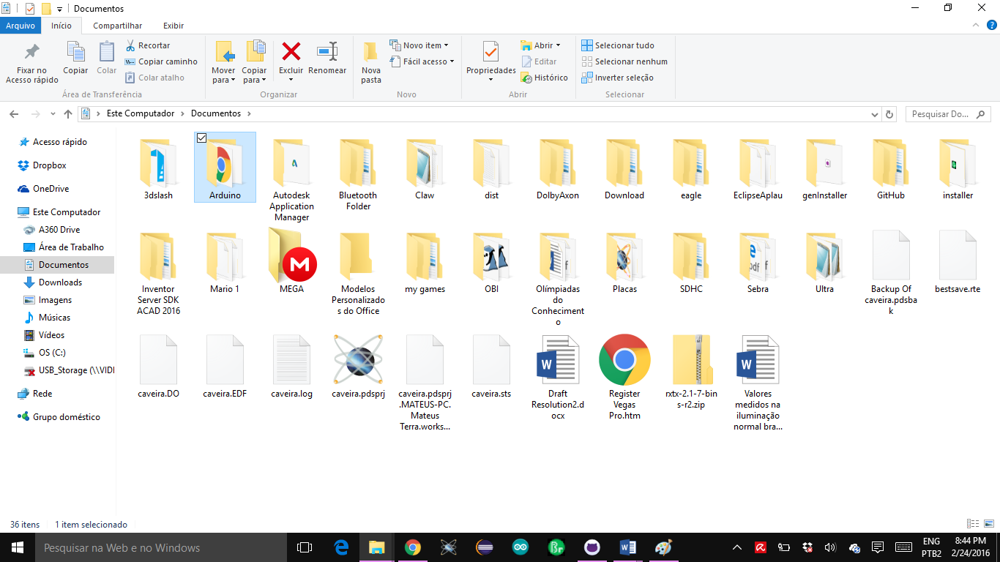 Documentos
Arquivo Início Compartilhar Exibir
Fixar no
Acesso rápido
Copiar
Colar
Recortar
Copiar caminho
Colar atalho
Área de Transferência
Mover
para
Copiar
para
Excluir
Renomear
Organizar
Nova
pasta
Novo item
Fácil acesso
Novo
Propriedades
Abrir
Editar
Histórico
Abrir
Selecionar tudo
Selecionar nenhum
Inverter seleção
Selecionar
Este Computador Documentos
Pesquisar Do...
Acesso rápido
Dropbox
OneDrive
Este Computador
A360 Drive
Área de Trabalho
Documentos
Downloads
Imagens
Músicas
Vídeos
OS (C:)
USB_Storage (\\VIDI
Rede
Grupo doméstico
3dslash
Arduino
Autodesk
Application
Manager
Bluetooth
Folder
Claw
dist
DolbyAxon
Download
eagle
EclipseAplau
genInstaller
GitHub
installer
Inventor
Server SDK
ACAD 2016
Mario 1
M
MEGA
Modelos
Personalizado
s do Office
my games
OBI
Olímpiadas
do
Conheciment
o
Placas
SDHC
Sebra
Ultra
Backup Of
caveira.pdsba
k
bestsave.rte
caveira.DO
caveira.EDF
caveira.log
caveira.pdsprj
caveira.pdsprj
.MATEUS-PC.
Mateus
Terra.works...
caveira.sts
Draft
Resolution2.d
ocx
Register
Vegas
Pro.htm
rxtx-2.1-7-bin
s-r2.zip
Valores
medidos na
iluminação
normal bra...
36 itens 1 item selecionado
Pesquisar na Web e no Windows
ENG
PTB2
8:44 PM
2/24/2016